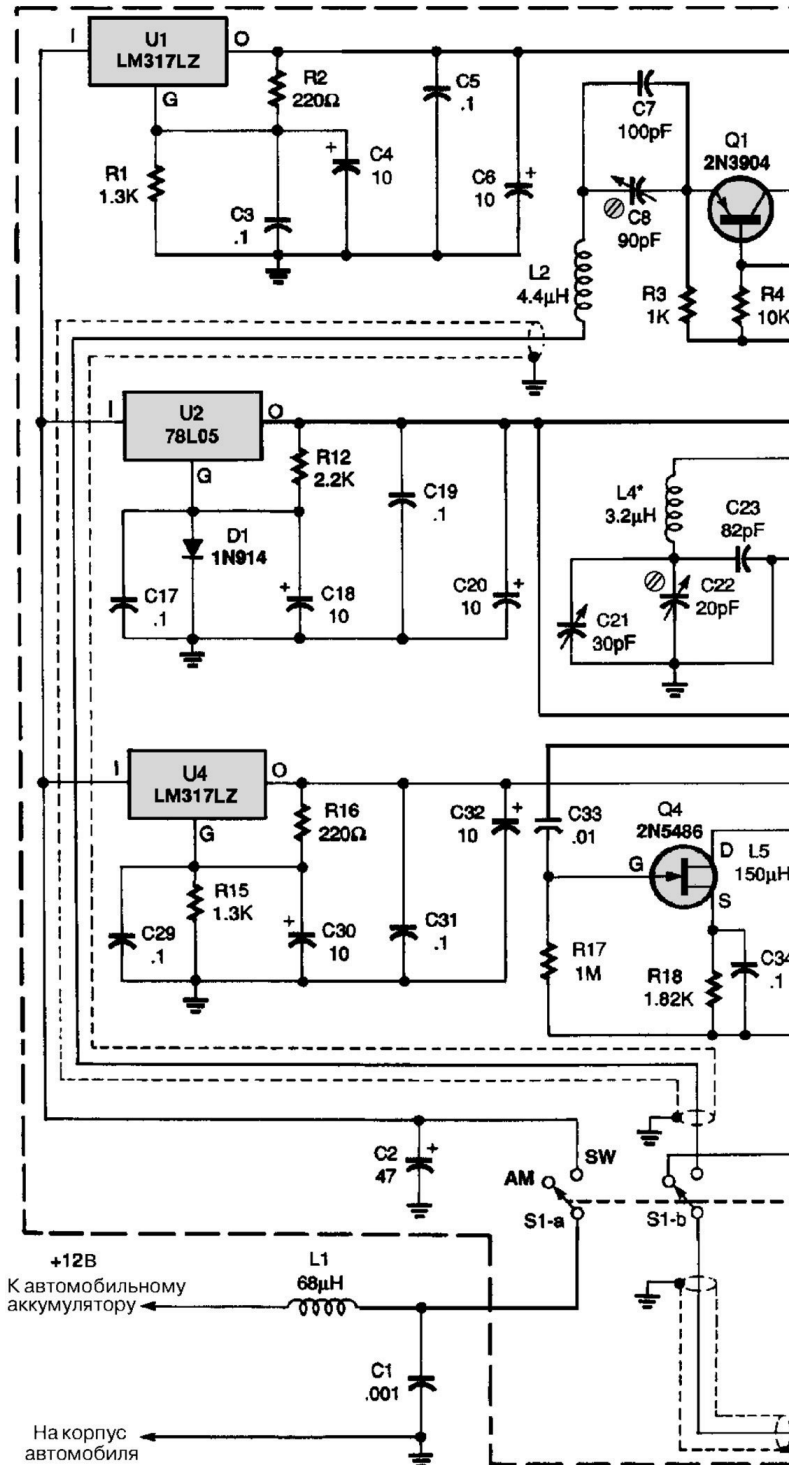 I
U1
LM317LZ
O
G
R2
220Ω
C5
.1
C7
100pF
Q1
2N3904
R1
1.3K
C4
+
10
C3
.1
C6
+
10
C8
90pF
L2
4.4µH
R3
1K
R4
10K
I
U2
78L05
O
G
R12
2.2K
C19
.1
L4*
3.2µH
C23
82pF
D1
1N914
C17
.1
+
C18
10
C20
+
10
C21
30pF
C22
20pF
I
U4
LM317LZ
O
G
R16
220Ω
C32
+
10
C33
.01
Q4
2N5486
G
D
S
L5
150µH
R15
1.3K
C29
.1
+
C30
10
C31
.1
R17
1M
R18
1.82K
C34
.1
C2
+
47
AM
SW
S1-a
S1-b
+12В
К автомобильному
аккумулятору
L1
68µH
C1
.001
На корпус
автомобиля